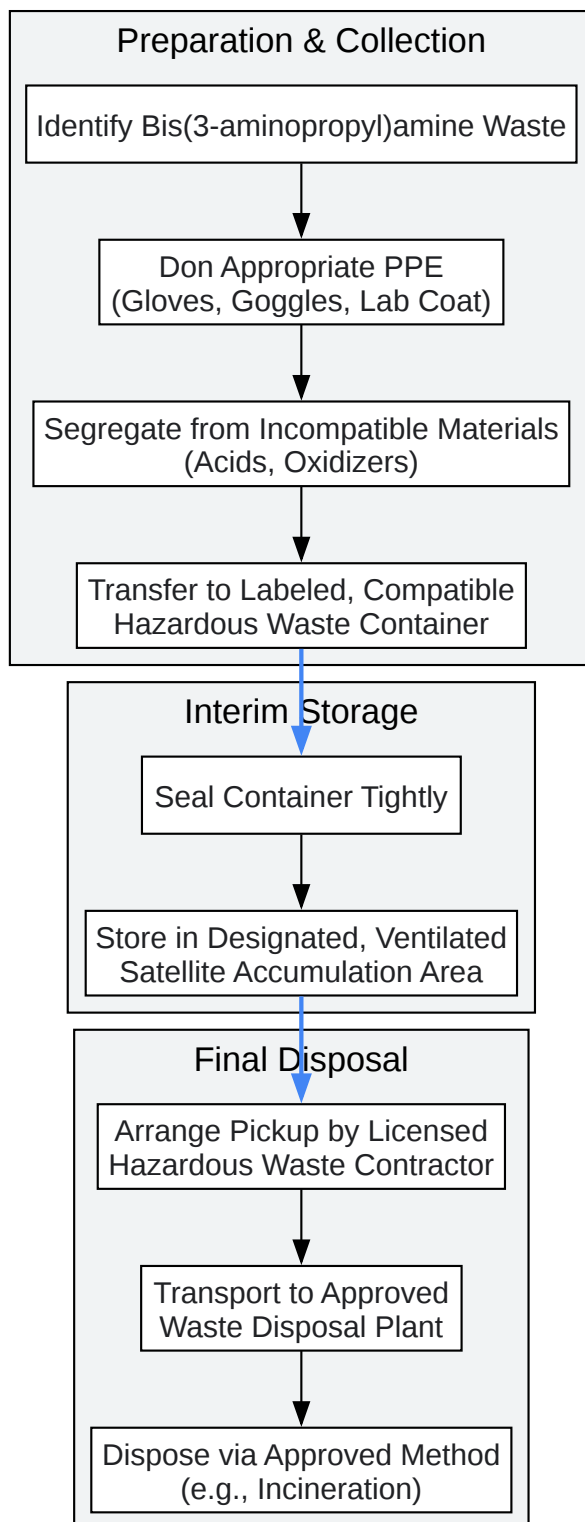 Preparation & Collection
Identify Bis(3-aminopropyl)amine Waste
Don Appropriate PPE
(Gloves, Goggles, Lab Coat)
Segregate from Incompatible Materials
(Acids, Oxidizers)
Transfer to Labeled, Compatible
Hazardous Waste Container
Interim Storage
Seal Container Tightly
Store in Designated, Ventilated
Satellite Accumulation Area
Final Disposal
Arrange Pickup by Licensed
Hazardous Waste Contractor
Transport to Approved
Waste Disposal Plant
Dispose via Approved Method
(e.g., Incineration)